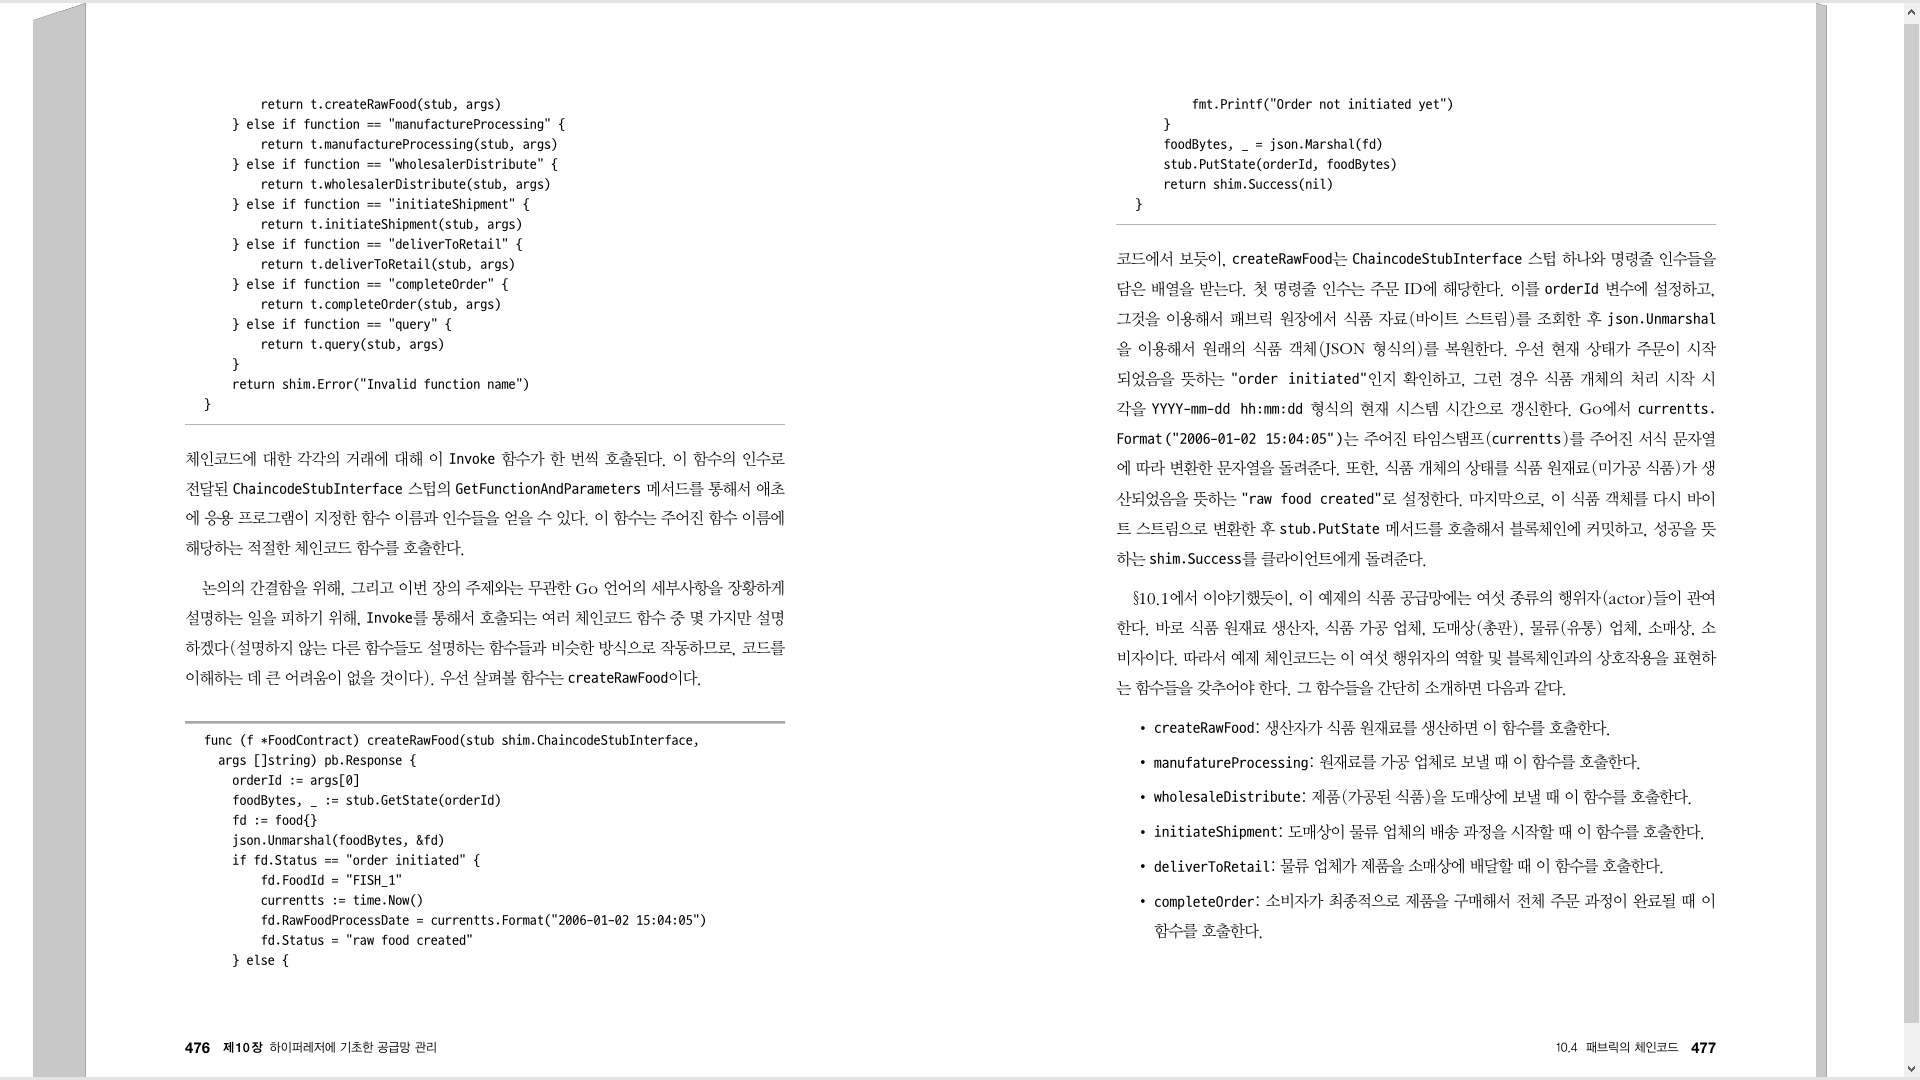 return t.createRawFood(stub, args)
} else if function == "manufactureProcessing" {
return t.manufactureProcessing(stub, args)
} else if function == "wholesalerDistribute" {
return t.wholesalerDistribute(stub, args)
} else if function == "initiateShipment" {
return t.initiateShipment(stub, args)
} else if function == "deliverToRetail" {
return t.deliverToRetail(stub, args)
} else if function == "completeOrder" {
return t.completeOrder(stub, args)
} else if function == "query" {
return t.query(stub, args)
}
return shim.Error("Invalid function name")
}
체인코드에 대한 각각의 거래에 대해 이 Invoke 함수가 한 번씩 호출된다. 이 함수의 인수로
전달된 ChaincodeStubInterface 스텁의 GetFunctionAndParameters 메서드를 통해서 애초
에 응용 프로그램이 지정한 함수 이름과 인수들을 얻을 수 있다. 이 함수는 주어진 함수 이름에
해당하는 적절한 체인코드 함수를 호출한다.
논의의 간결함을 위해, 그리고 이번 장의 주제와는 무관한 Go 언어의 세부사항을 장황하게
설명하는 일을 피하기 위해, Invoke를 통해서 호출되는 여러 체인코드 함수 중 몇 가지만 설명
하겠다(설명하지 않는 다른 함수들도 설명하는 함수들과 비슷한 방식으로 작동하므로, 코드를
이해하는 데 큰 어려움이 없을 것이다). 우선 살펴볼 함수는 createRawFood이다.
func (f *FoodContract) createRawFood(stub shim.ChaincodeStubInterface,
args []string) pb.Response {
orderId := args[0]
foodBytes, _ := stub.GetState(orderId)
fd := food{}
json.Unmarshal(foodBytes, &fd)
if fd.Status == "order initiated" {
fd.FoodId = "FISH_1"
currentts := time.Now()
fd.RawFoodProcessDate = currentts.Format("2006-01-02 15:04:05")
fd.Status = "raw food created"
} else {
476 제10장 하이퍼레저에 기초한 공급망 관리
fmt.Printf("Order not initiated yet")
}
foodBytes, _ = json.Marshal(fd)
stub.PutState(orderId, foodBytes)
return shim.Success(nil)
}
코드에서 보듯이, createRawFood는 ChaincodeStubInterface 스텁 하나와 명령줄 인수들을
담은 배열을 받는다. 첫 명령줄 인수는 주문 ID에 해당한다. 이를 orderId 변수에 설정하고,
그것을 이용해서 패브릭 원장에서 식품 자료(바이트 스트림)를 조회한 후 json.Unmarshal
을 이용해서 원래의 식품 객체(JSON 형식의)를 복원한다. 우선 현재 상태가 주문이 시작
되었음을 뜻하는 "order initiated"인지 확인하고, 그런 경우 식품 개체의 처리 시작 시
각을 YYYY-mm-dd hh:mm:dd 형식의 현재 시스템 시간으로 갱신한다. Go에서 currentts.
Format("2006-01-02 15:04:05")는 주어진 타임스탬프(currentts)를 주어진 서식 문자열
에 따라 변환한 문자열을 돌려준다. 또한, 식품 개체의 상태를 식품 원재료(미가공 식품)가 생
산되었음을 뜻하는 "raw food created"로 설정한다. 마지막으로, 이 식품 객체를 다시 바이
트 스트림으로 변환한 후 stub.PutState 메서드를 호출해서 블록체인에 커밋하고, 성공을 뜻
하는 shim.Success를 클라이언트에게 돌려준다.
§10.1에서 이야기했듯이, 이 예제의 식품 공급망에는 여섯 종류의 행위자(actor)들이 관여
한다. 바로 식품 원재료 생산자, 식품 가공 업체, 도매상(총판), 물류(유통) 업체, 소매상, 소
비자이다. 따라서 예제 체인코드는 이 여섯 행위자의 역할 및 블록체인과의 상호작용을 표현하
는 함수들을 갖추어야 한다. 그 함수들을 간단히 소개하면 다음과 같다.
• createRawFood: 생산자가 식품 원재료를 생산하면 이 함수를 호출한다.
• manufatureProcessing: 원재료를 가공 업체로 보낼 때 이 함수를 호출한다.
• wholesaleDistribute: 제품(가공된 식품)을 도매상에 보낼 때 이 함수를 호출한다.
• initiateShipment: 도매상이 물류 업체의 배송 과정을 시작할 때 이 함수를 호출한다.
• deliverToRetail: 물류 업체가 제품을 소매상에 배달할 때 이 함수를 호출한다.
• completeOrder: 소비자가 최종적으로 제품을 구매해서 전체 주문 과정이 완료될 때 이
함수를 호출한다.
10.4 패브릭의 체인코드 477